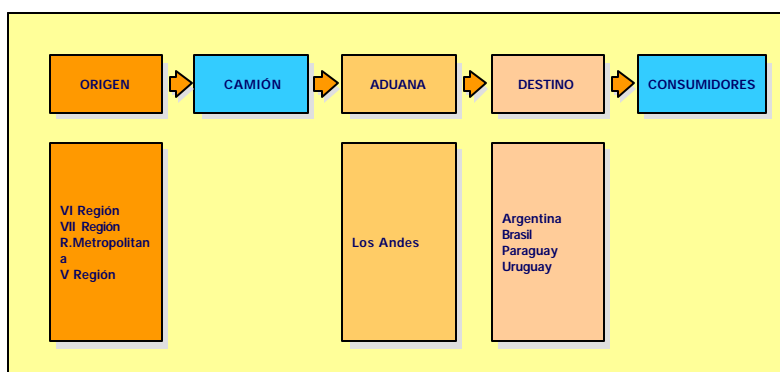 ORIGEN
CAMIÓN
ADUANA
DESTINO
CONSUMIDORES
VI Región
VII Región
R.Metropolitan
a
V Región
Los Andes
Argentina
Brasil
Paraguay
Uruguay